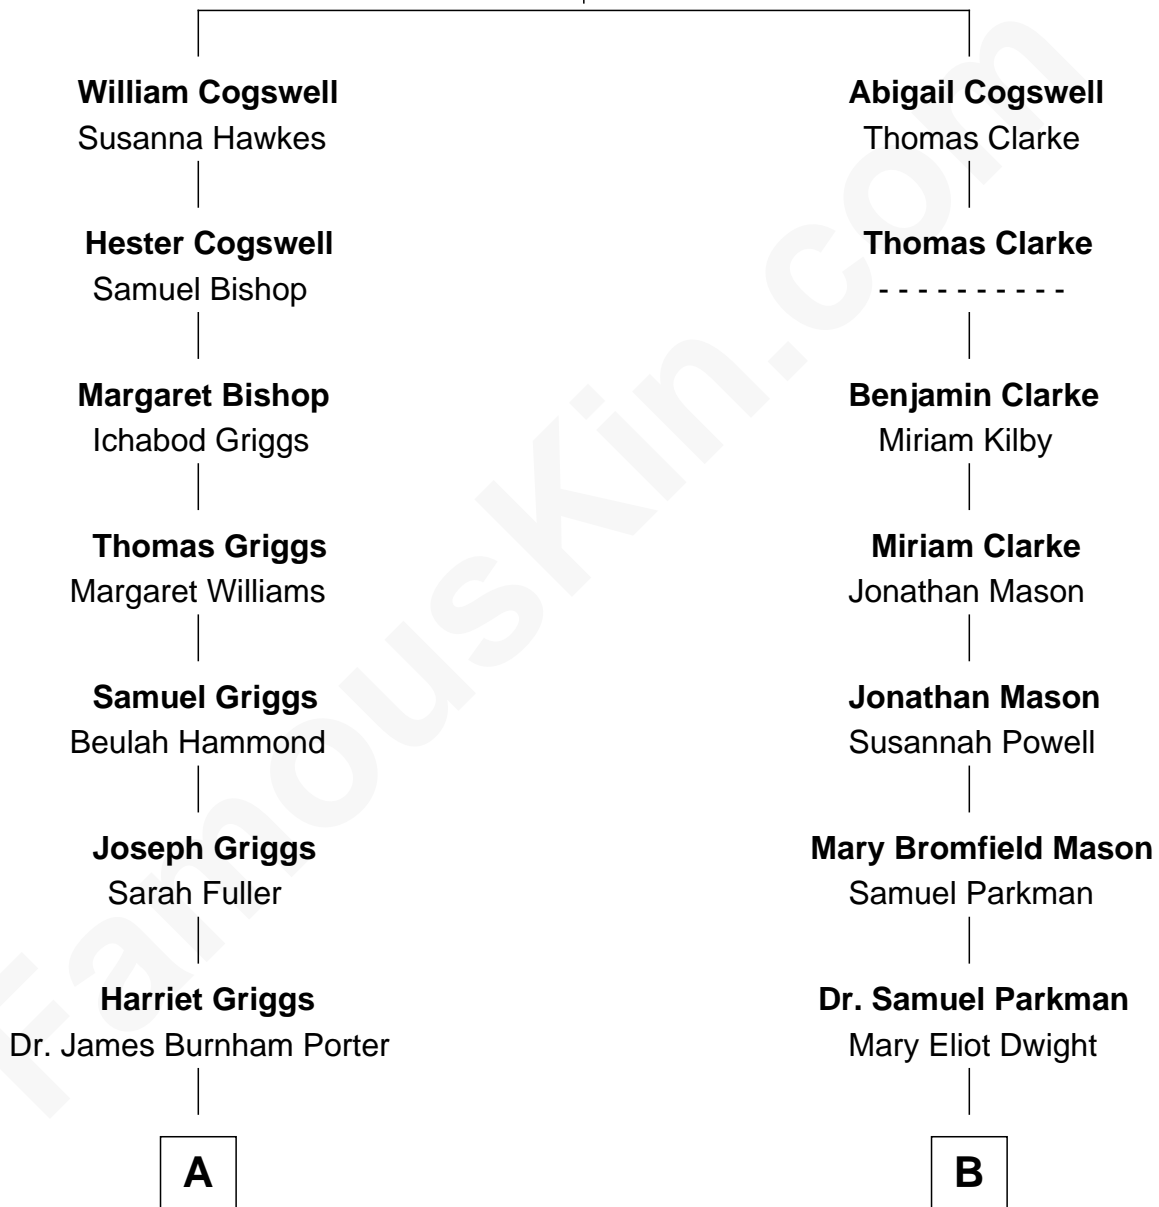 William Cogswell
Susanna Hawkes
Abigail Cogswell
Thomas Clarke
Hester Cogswell
Samuel Bishop
Thomas Clarke
- - - - - - - - - -
Margaret Bishop
Ichabod Griggs
Benjamin Clarke
Miriam Kilby
Thomas Griggs
Margaret Williams
Miriam Clarke
Jonathan Mason
Samuel Griggs
Beulah Hammond
Jonathan Mason
Susannah Powell
Joseph Griggs
Sarah Fuller
Mary Bromfield Mason
Samuel Parkman
Harriet Griggs
Dr. James Burnham Porter
Dr. Samuel Parkman
Mary Eliot Dwight
A
B
FamousKin.com